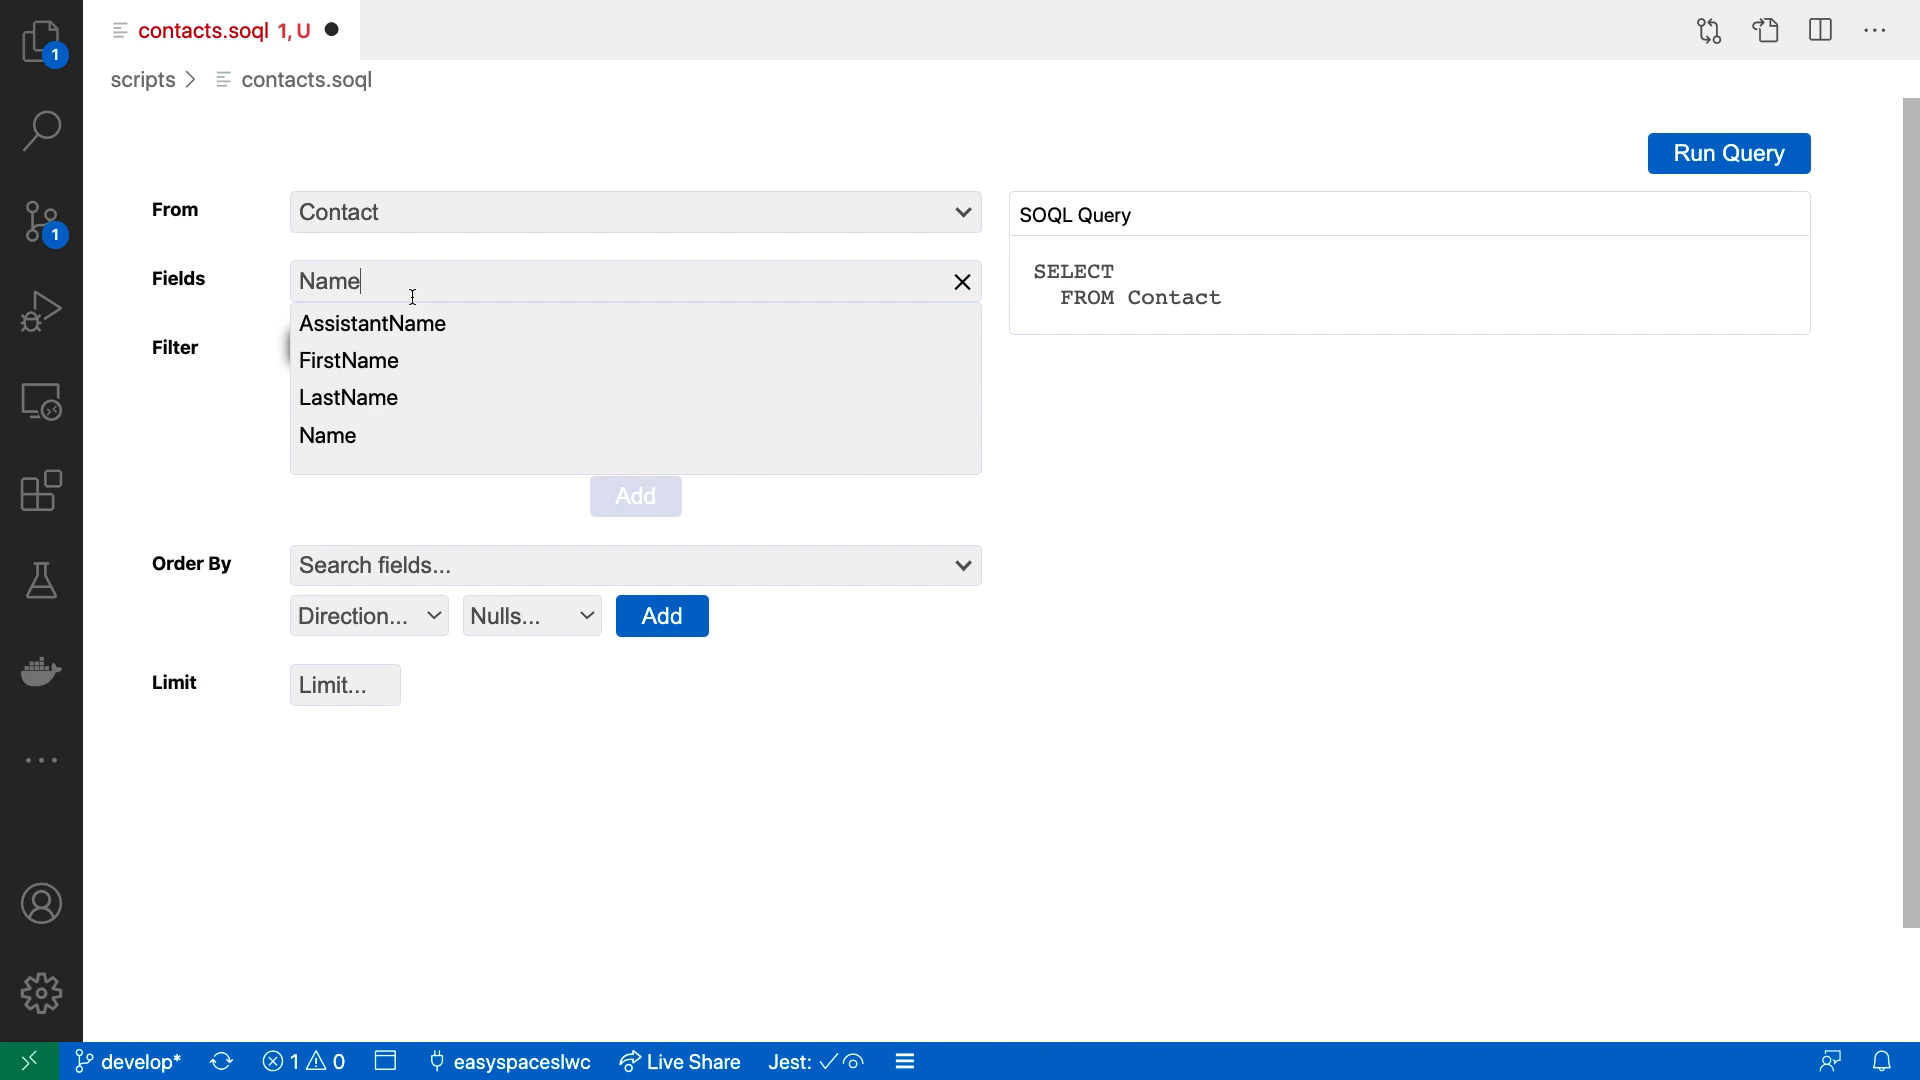 contacts.soql 1, U
scripts > contacts.soql
1
1
Run Query
From
Contact
SOQL Query
Fields
Name
SELECT
FROM Contact
AssistantName
Filter
FirstName
LastName
Name
Add
Order By
Search fields...
Direction...
Nulls...
Add
Limit
Limit...
develop* 1 0 easyspaceslwc Live Share Jest: